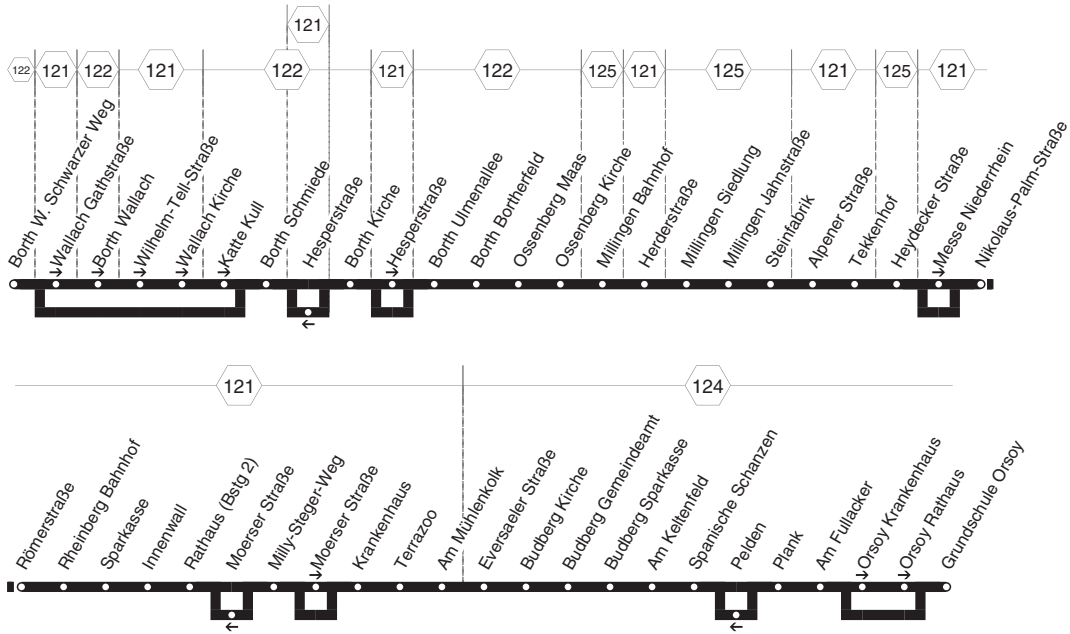 121
122
121
122
121
122
121
122
125
121
125
121
125
121
Borth W. Schwarzer Weg
Wallach Gathstraße
Borth Wallach
Wilhelm-Tell-Straße
Wallach Kirche
Katte Kull
Borth Schmiede
Hesperstraße
Borth Kirche
Hesperstraße
Borth Ulmenallee
Borth Bortherfeld
Ossenberg Maas
Ossenberg Kirche
Millingen Bahnhof
Herderstraße
Millingen Siedlung
Millingen Jahnstraße
Steinfabrik
Alpener Straße
Tekkenhof
Heydecker Straße
Messe Niederrhein
Nikolaus-Palm-Straße
121
124
Römerstraße
Rheinberg Bahnhof
Sparkasse
Innenwall
Rathaus (Bstg 2)
Moerser Straße
Milly-Steger-Weg
Moerser Straße
Krankenhaus
Terrazoo
Am Mühlenkolk
Eversaeler Straße
Budberg Kirche
Budberg Gemeindeamt
Budberg Sparkasse
Am Keltenfeld
Spanische Schanzen
Pelden
Plank
Am Fullacker
Orsoy Krankenhaus
Orsoy Rathaus
Grundschule Orsoy